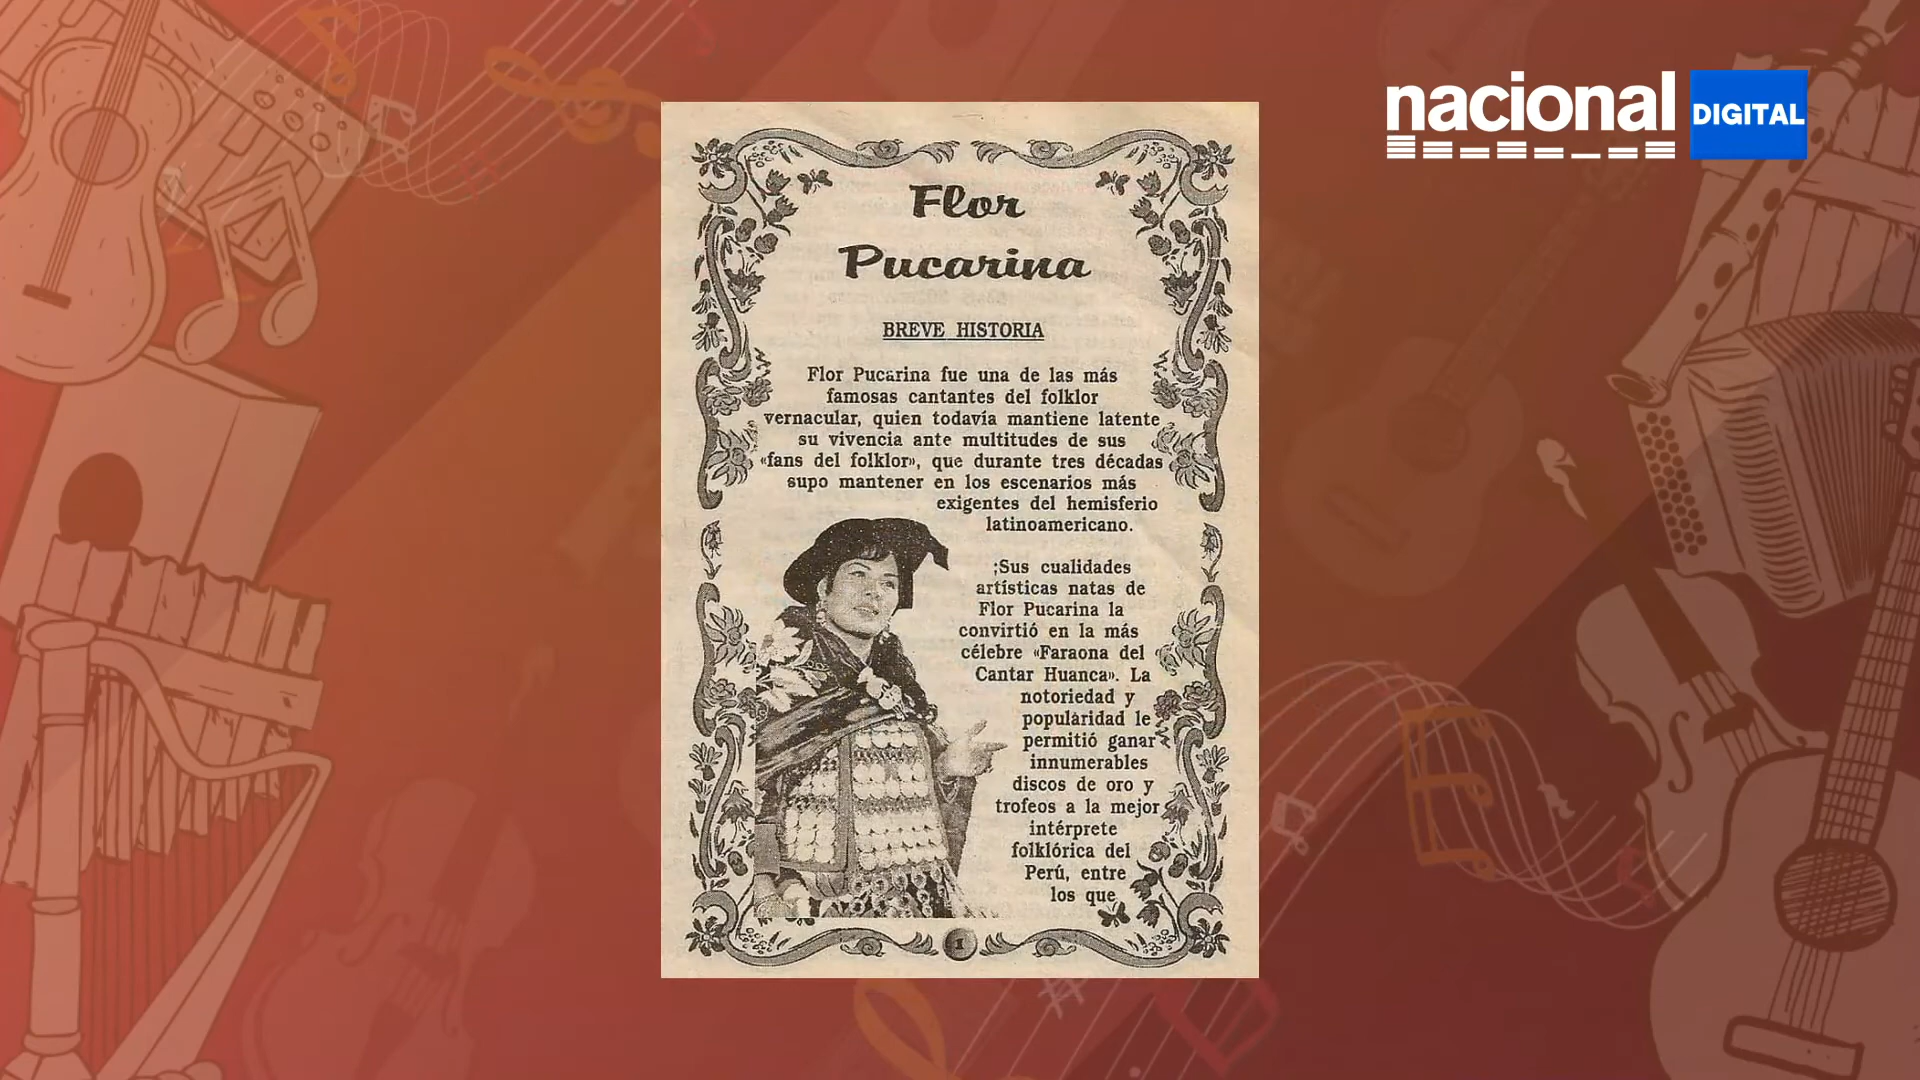 nacional
DIGITAL
Flor
Pucarina
BREVE HISTORIA
Flor Pucarina fue una de las más
famosas cantantes del folklor
vernacular, quien todavía mantiene latente
su vivencia ante multitudes de sus
«fans del folklor», que durante tres décadas
supo mantener en los escenarios más
exigentes del hemisferio
latinoamericano.
¡Sus cualidades
artísticas natas de
Flor Pucarina la
convirtió en la más
célebre «Faraona del
Cantar Huanca». La
notoriedad y
popularidad le
permitió ganar
innumerables
discos de oro y
trofeos a la mejor
intérprete
folklórica del
Perú, entre
los que
1